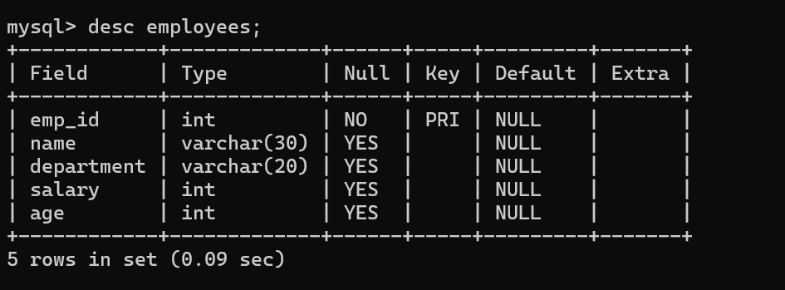 mysql> desc employees;
+------------+-------------+------+-----+---------+-------+
| Field      | Type        | Null | Key | Default | Extra |
+------------+-------------+------+-----+---------+-------+
| emp_id     | int         | NO   | PRI | NULL    |       |
| name       | varchar(30) | YES  |     | NULL    |       |
| department | varchar(20) | YES  |     | NULL    |       |
| salary     | int         | YES  |     | NULL    |       |
| age        | int         | YES  |     | NULL    |       |
+------------+-------------+------+-----+---------+-------+
5 rows in set (0.09 sec)